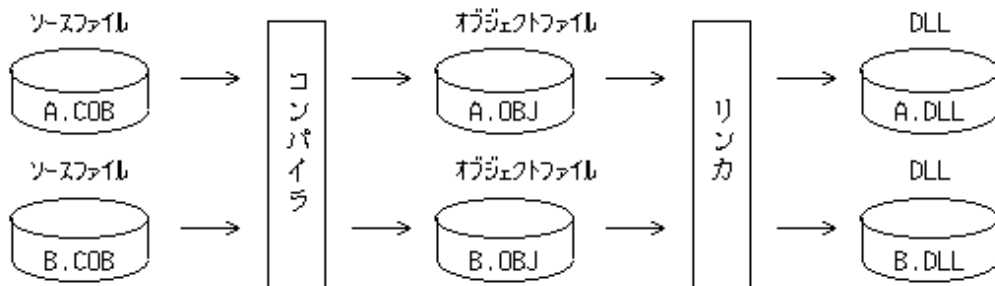 ソースファイル
オブジェクトファイル
DLL
A.COB
コンパイラ
A.OBJ
リンカ
A.DLL
ソースファイル
オブジェクトファイル
DLL
B.COB
B.OBJ
B.DLL